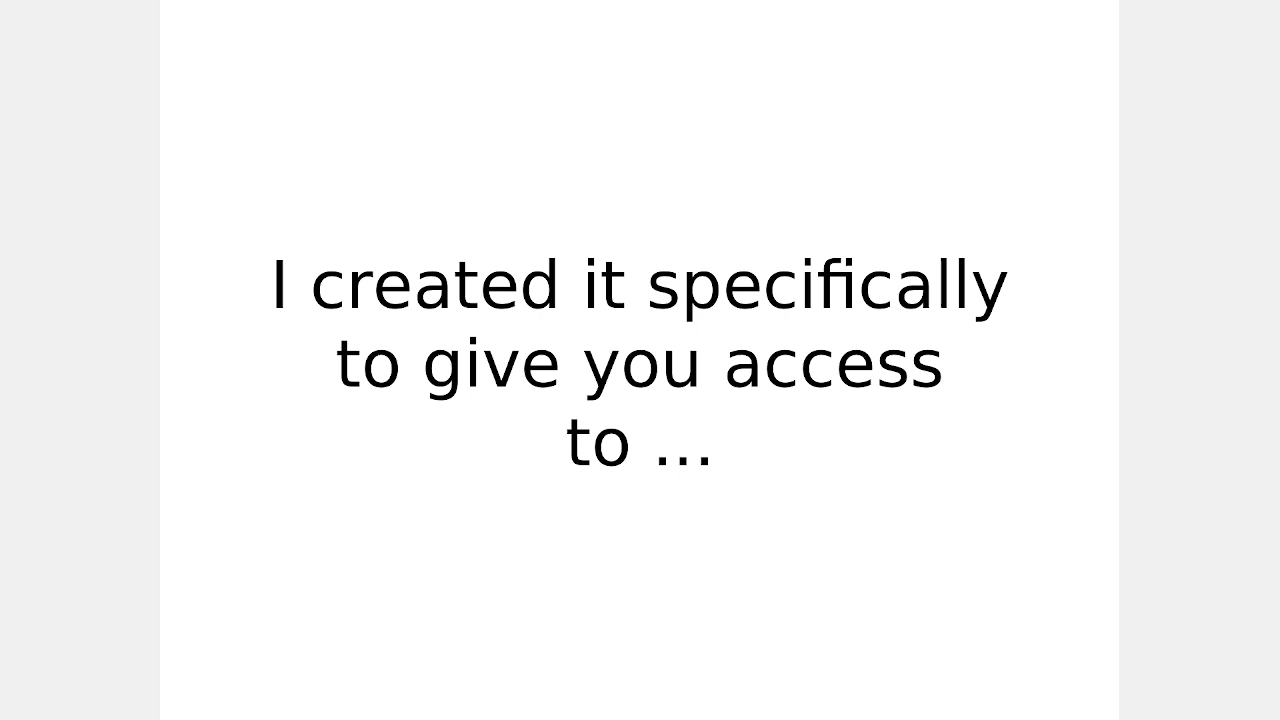 I created it specifically
to give you access
to ...